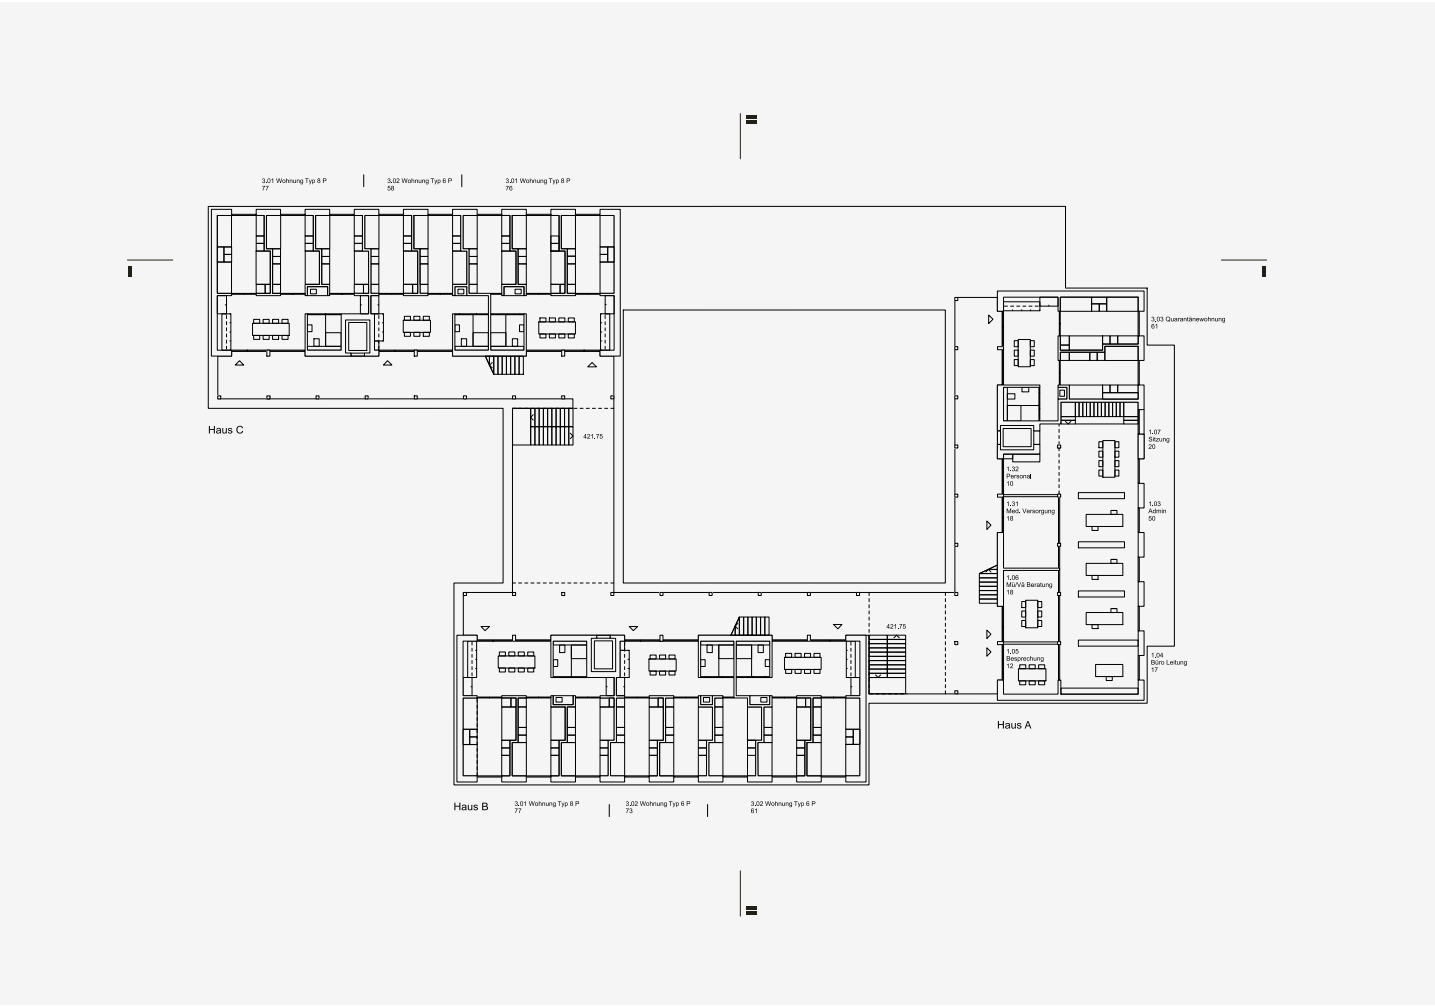 3.01 Wohnung Typ 8 P
77
3.02 Wohnung Typ 6 P
58
3.01 Wohnung Typ 8 P
76
3.03 Quarantänewohnung
61
Haus C
421.75
1.07
Sitzung
20
1.32
Personal
10
1.31
Med. Versorgung
18
1.03
Admin
50
1.06
Mü/Vä Beratung
18
421.75
1.05
Besprechung
12
1.04
Büro Leitung
17
Haus A
Haus B
3.01 Wohnung Typ 8 P
77
3.02 Wohnung Typ 6 P
73
3.02 Wohnung Typ 6 P
61